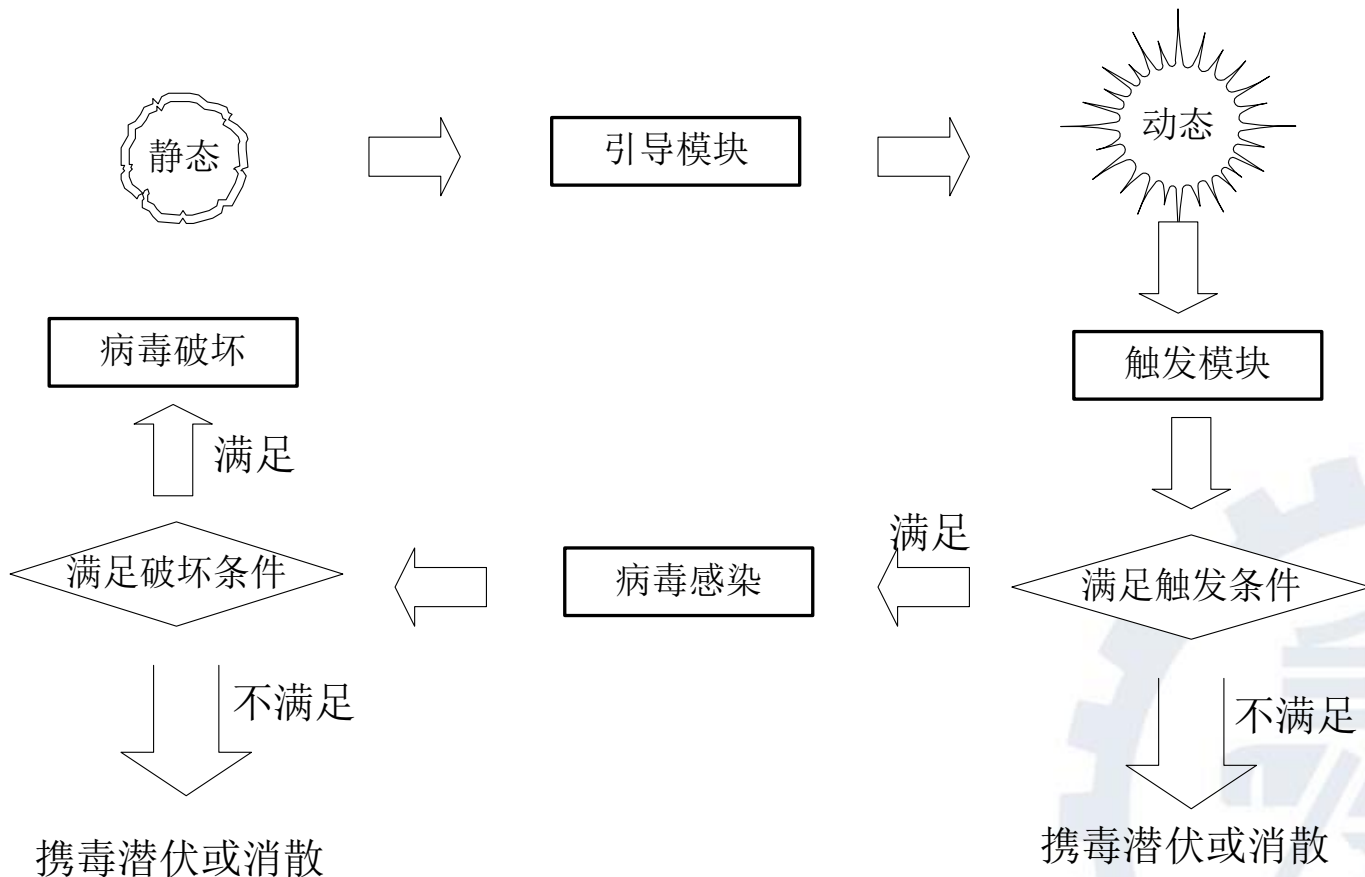 静态
引导模块
动态
病毒破坏
触发模块
满足
满足
满足破坏条件
病毒感染
满足触发条件
不满足
不满足
携毒潜伏或消散
携毒潜伏或消散